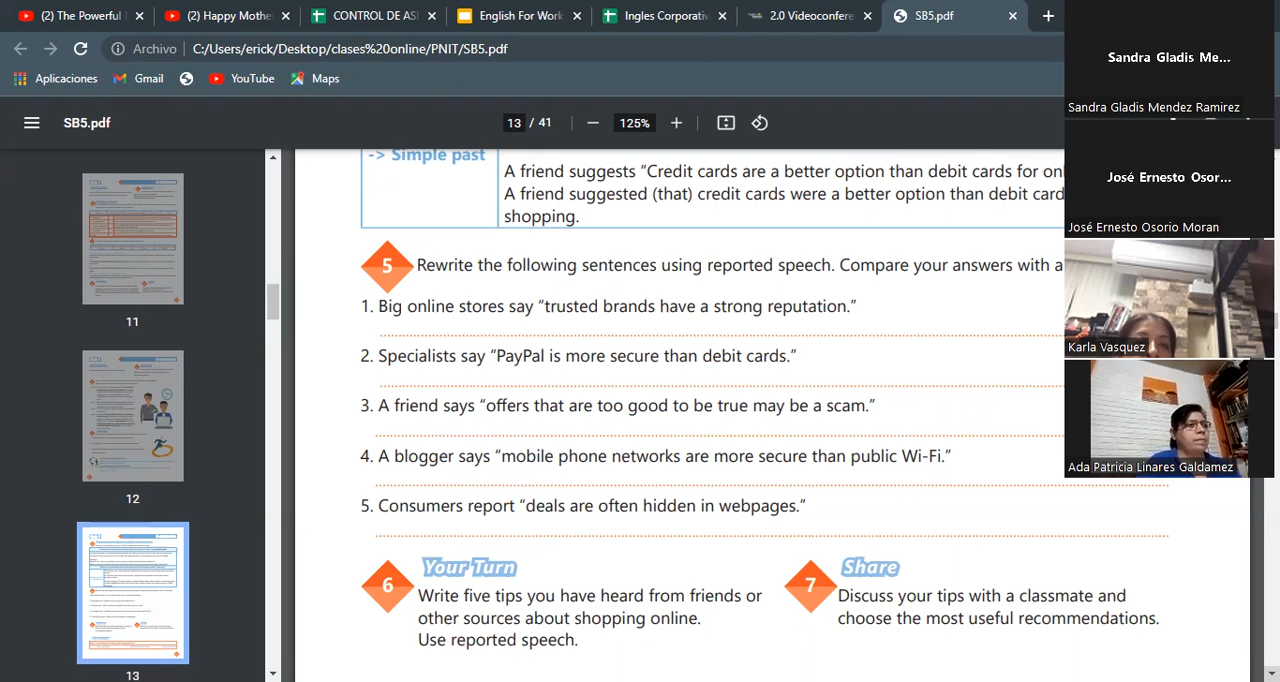 (2) The Powerful
(2) Happy Mothe
CONTROL DE ASI
English For Work
Ingles Corporativ
2.0 Videoconfere
SB5.pdf
Archivo
C:/Users/erick/Desktop/clases%20online/PNIT/SB5.pdf
Aplicaciones
Gmail
YouTube
Maps
SB5.pdf
13 / 41
125%
11
12
13
-> Simple past
A friend suggests “Credit cards are a better option than debit cards for onl
A friend suggested (that) credit cards were a better option than debit card
shopping.
5 Rewrite the following sentences using reported speech. Compare your answers with a
1. Big online stores say “trusted brands have a strong reputation.”
2. Specialists say “PayPal is more secure than debit cards.”
3. A friend says “offers that are too good to be true may be a scam.”
4. A blogger says “mobile phone networks are more secure than public Wi-Fi.”
5. Consumers report “deals are often hidden in webpages.”
6 Your Turn
Write five tips you have heard from friends or
other sources about shopping online.
Use reported speech.
7 Share
Discuss your tips with a classmate and
choose the most useful recommendations.
Sandra Gladis Me...
Sandra Gladis Mendez Ramirez
José Ernesto Osor...
José Ernesto Osorio Moran
Karla Vasquez
Ada Patricia Linares Galdamez